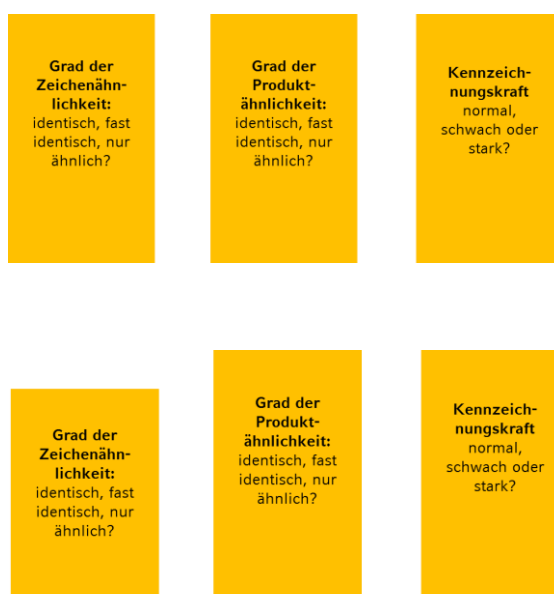 Grad der
Zeichenähn-
lichkeit:
identisch, fast
identisch, nur
ähnlich?
Grad der
Produkt-
ähnlichkeit:
identisch, fast
identisch, nur
ähnlich?
Kennzeich-
nungskraft
normal,
schwach oder
stark?
Grad der
Zeichenähn-
lichkeit:
identisch, fast
identisch, nur
ähnlich?
Grad der
Produkt-
ähnlichkeit:
identisch, fast
identisch, nur
ähnlich?
Kennzeich-
nungskraft
normal,
schwach oder
stark?